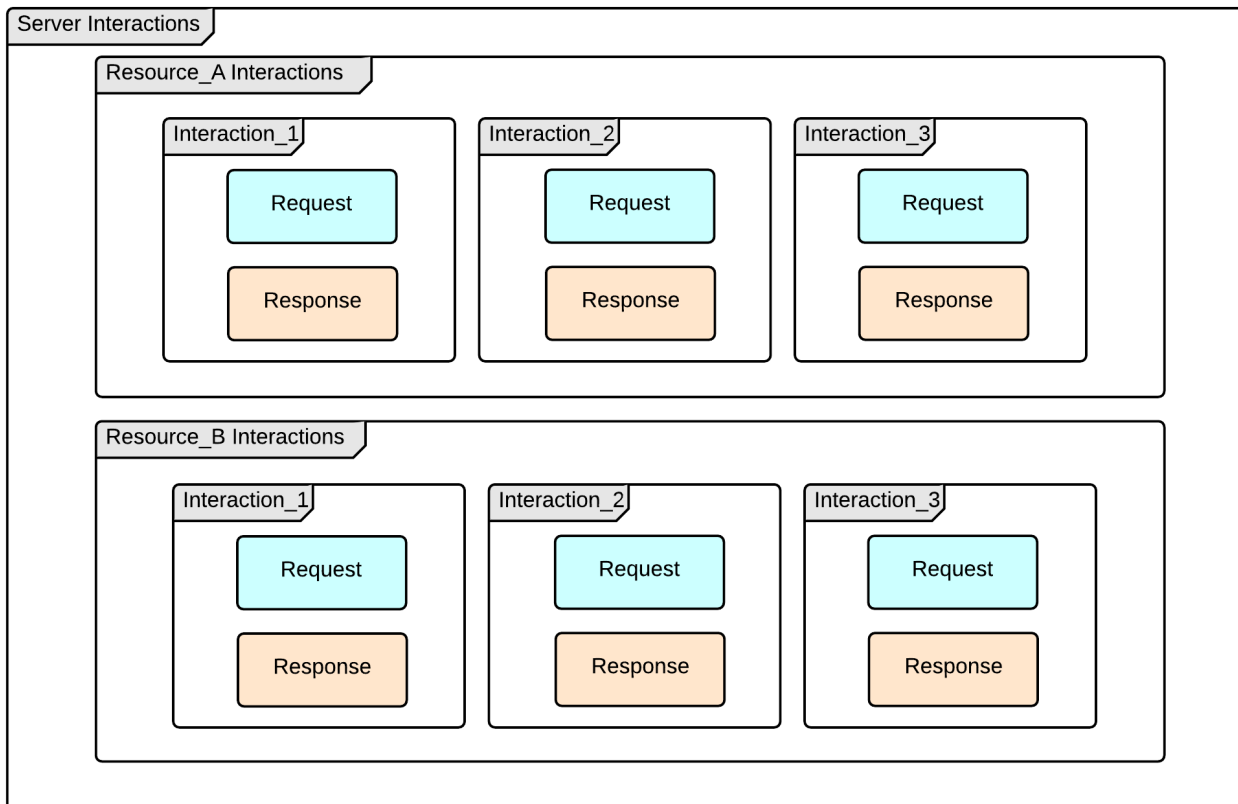 Server Interactions
Resource_A Interactions
Interaction_1
Interaction_2
Interaction_3
Request
Request
Request
Response
Response
Response
Resource_B Interactions
Interaction_1
Interaction_2
Interaction_3
Request
Request
Request
Response
Response
Response